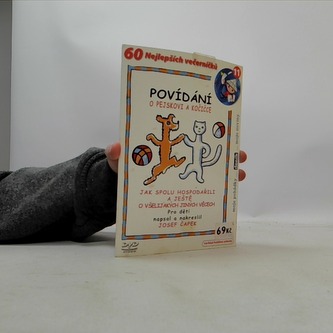 60 Nejlepších večerníčků
11
POVÍDÁNÍ
O PEJSKOVI A KOČIČCE
JAK SPOLU HOSPODAŘILI
A JEŠTĚ
O VŠELIJAKÝCH JINÝCH VĚCECH
Pro děti
napsal a nakreslil
JOSEF ČAPEK
69Kč